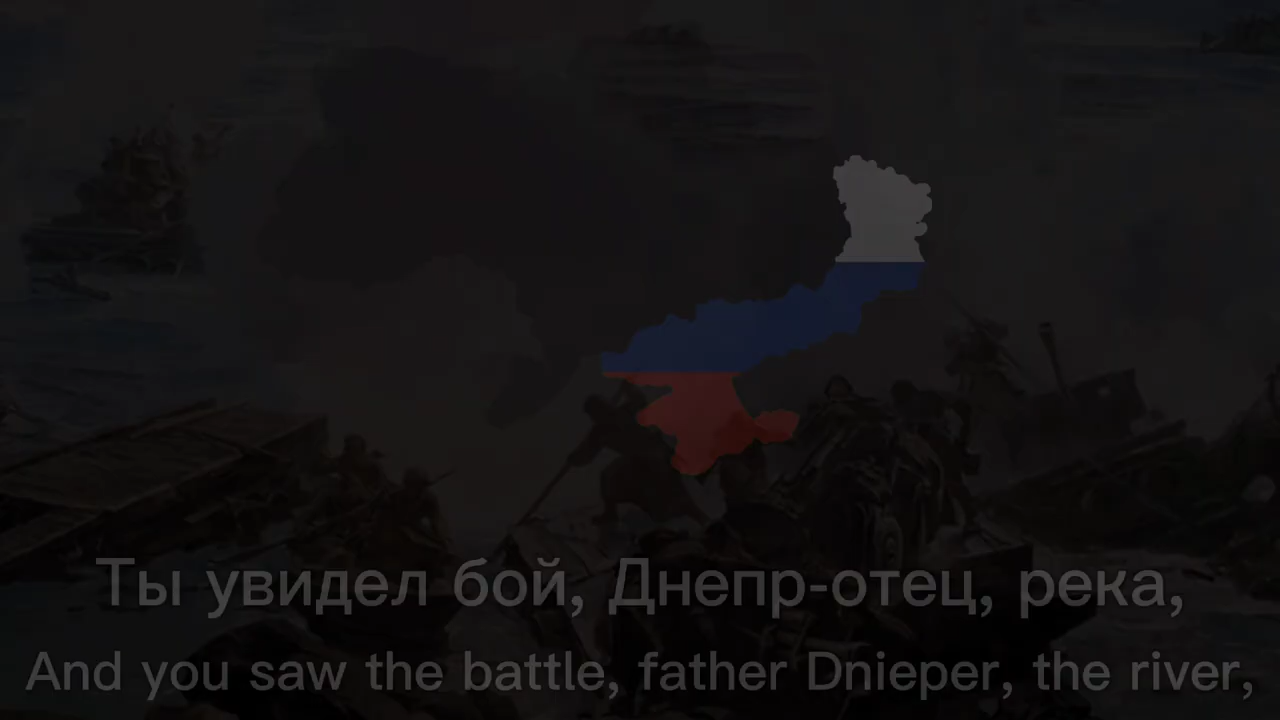 Ты увидел бой, Днепр-отец, река,
And you saw the battle, father Dnieper, the river,